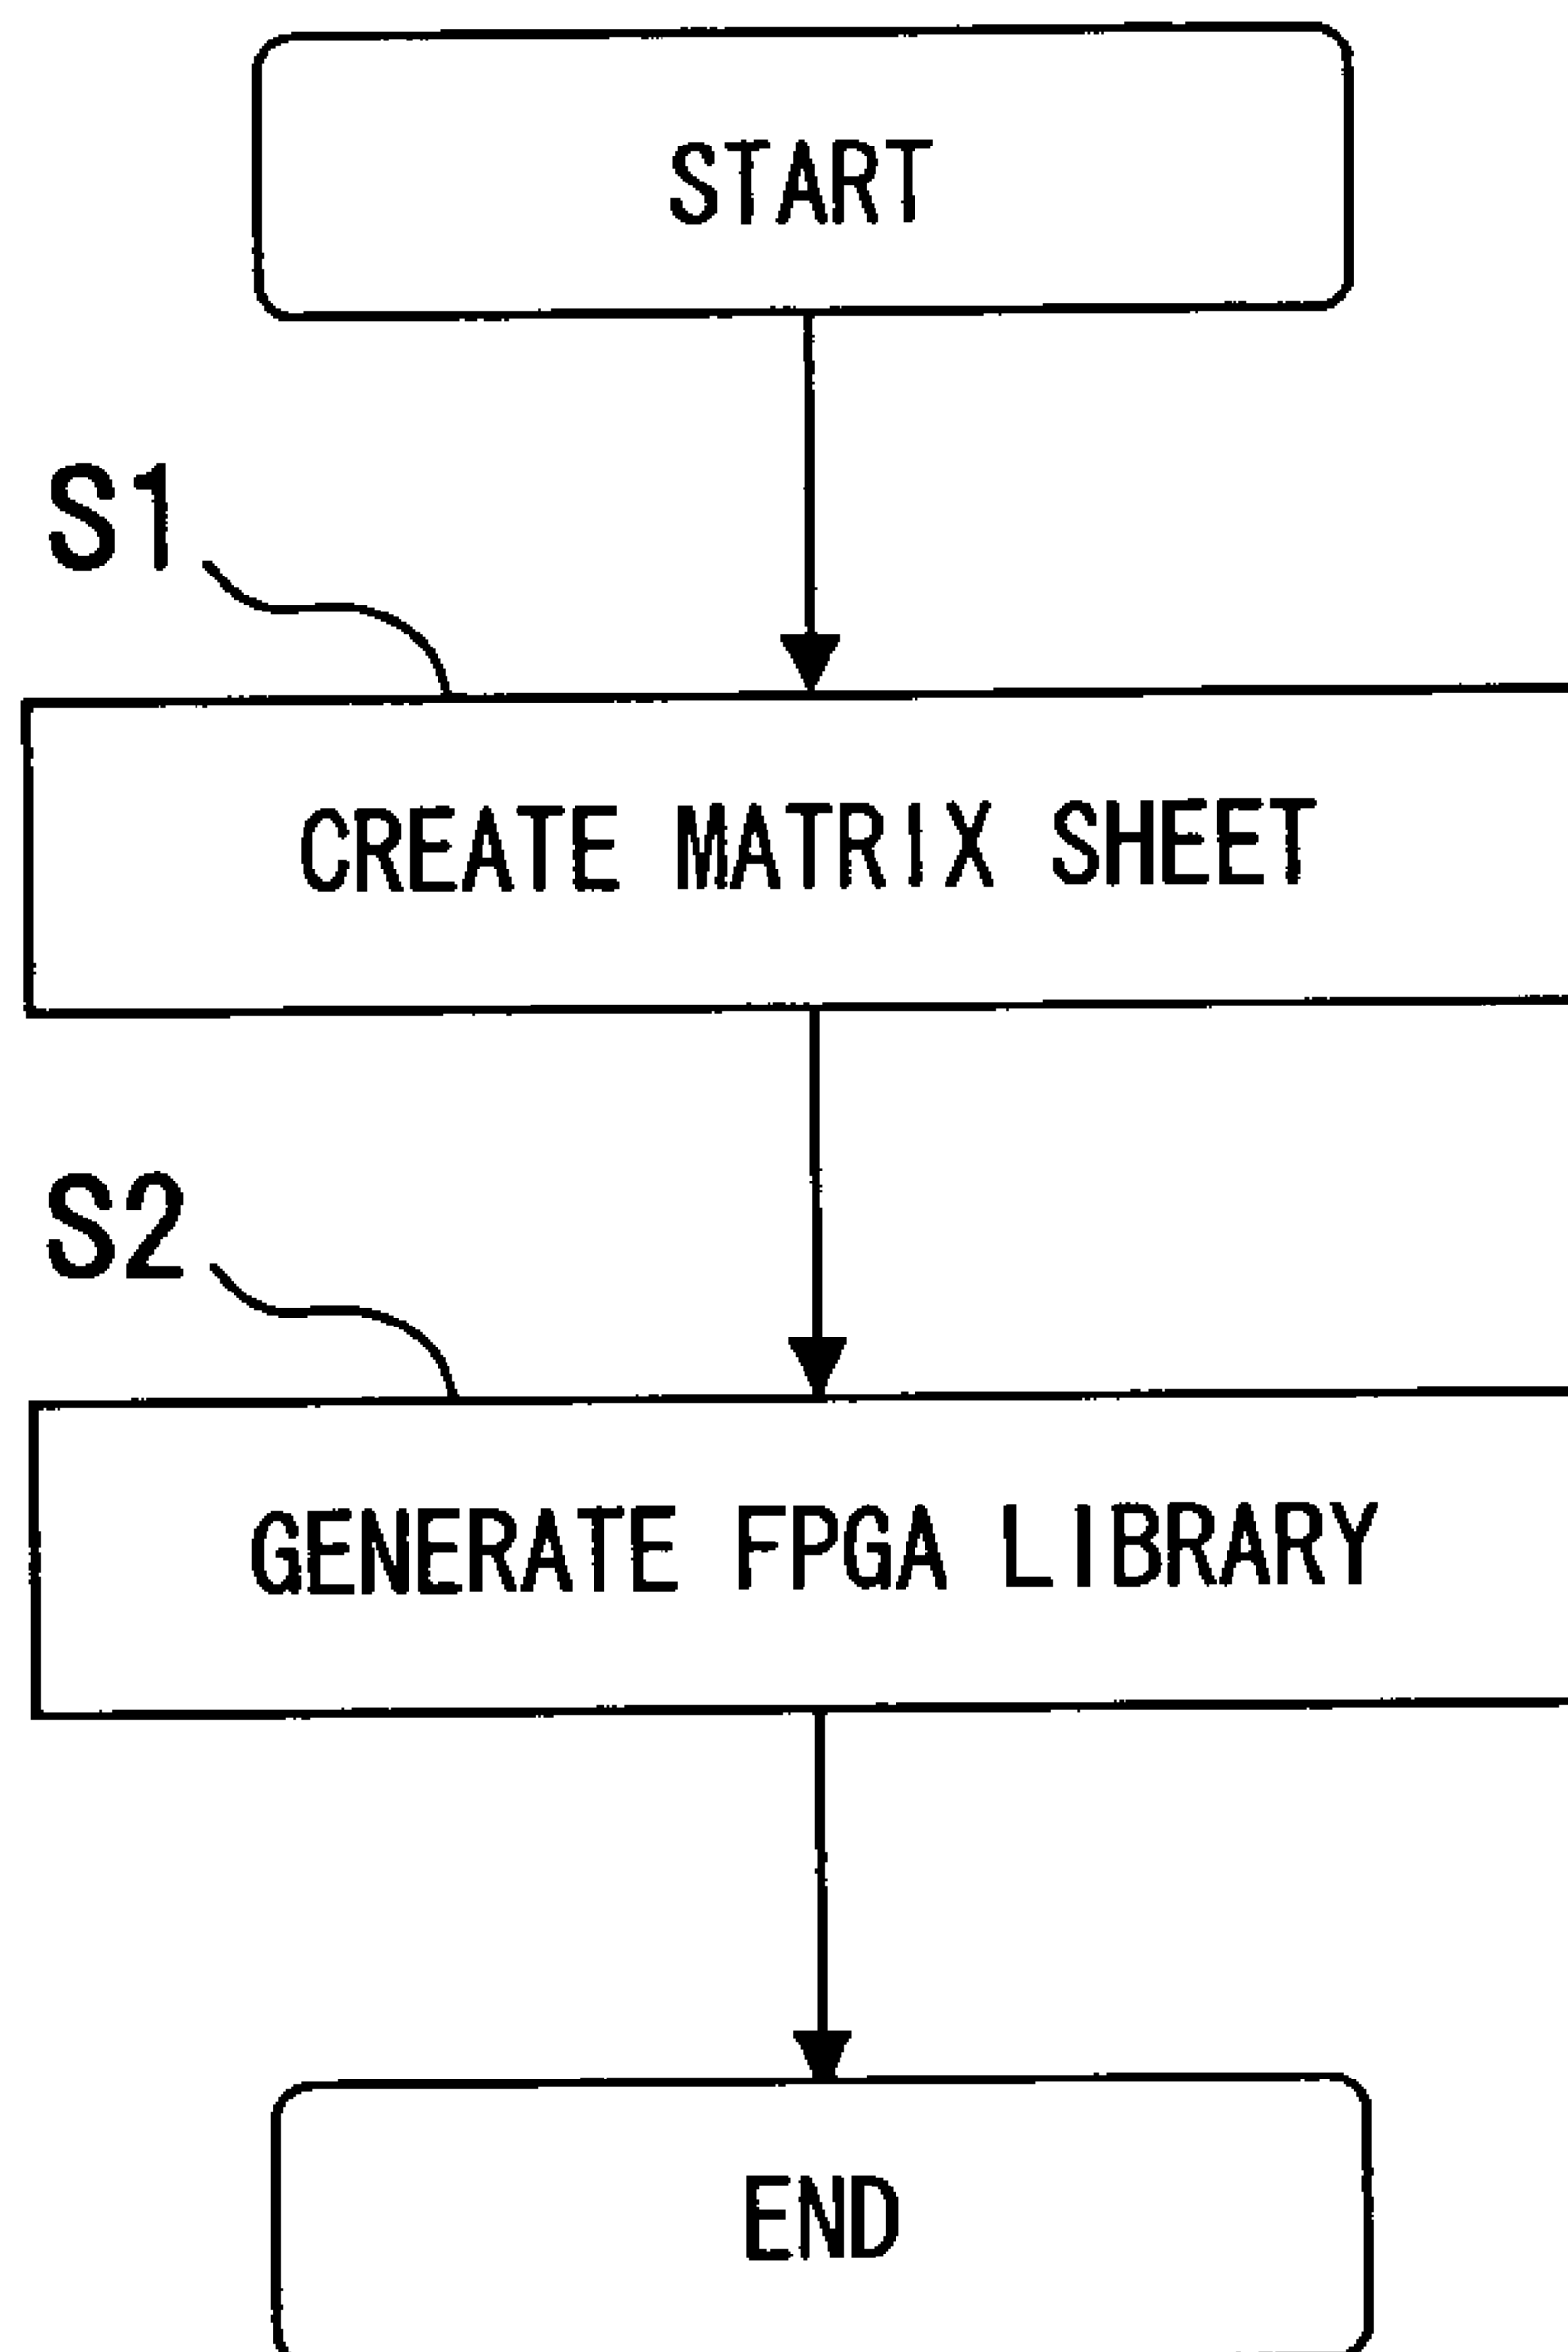 START
S1
CREATE MATRIX SHEET
S2
GENERATE FPGA LIBRARY
END